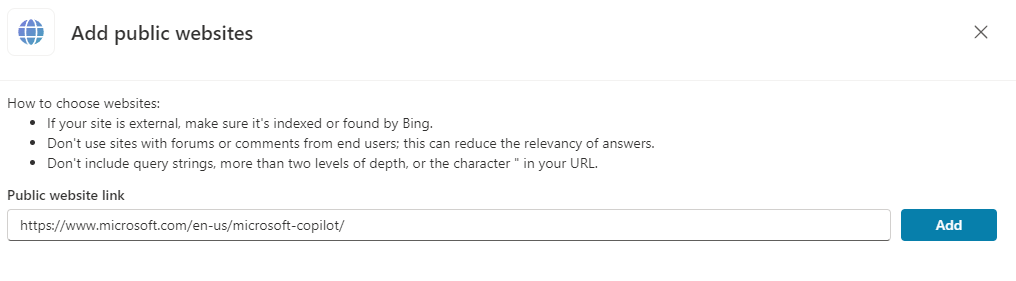 Add public websites
How to choose websites:
• If your site is external, make sure it's indexed or found by Bing.
• Don't use sites with forums or comments from end users; this can reduce the relevancy of answers.
• Don't include query strings, more than two levels of depth, or the character " in your URL.
Public website link
https://www.microsoft.com/en-us/microsoft-copilot/
Add